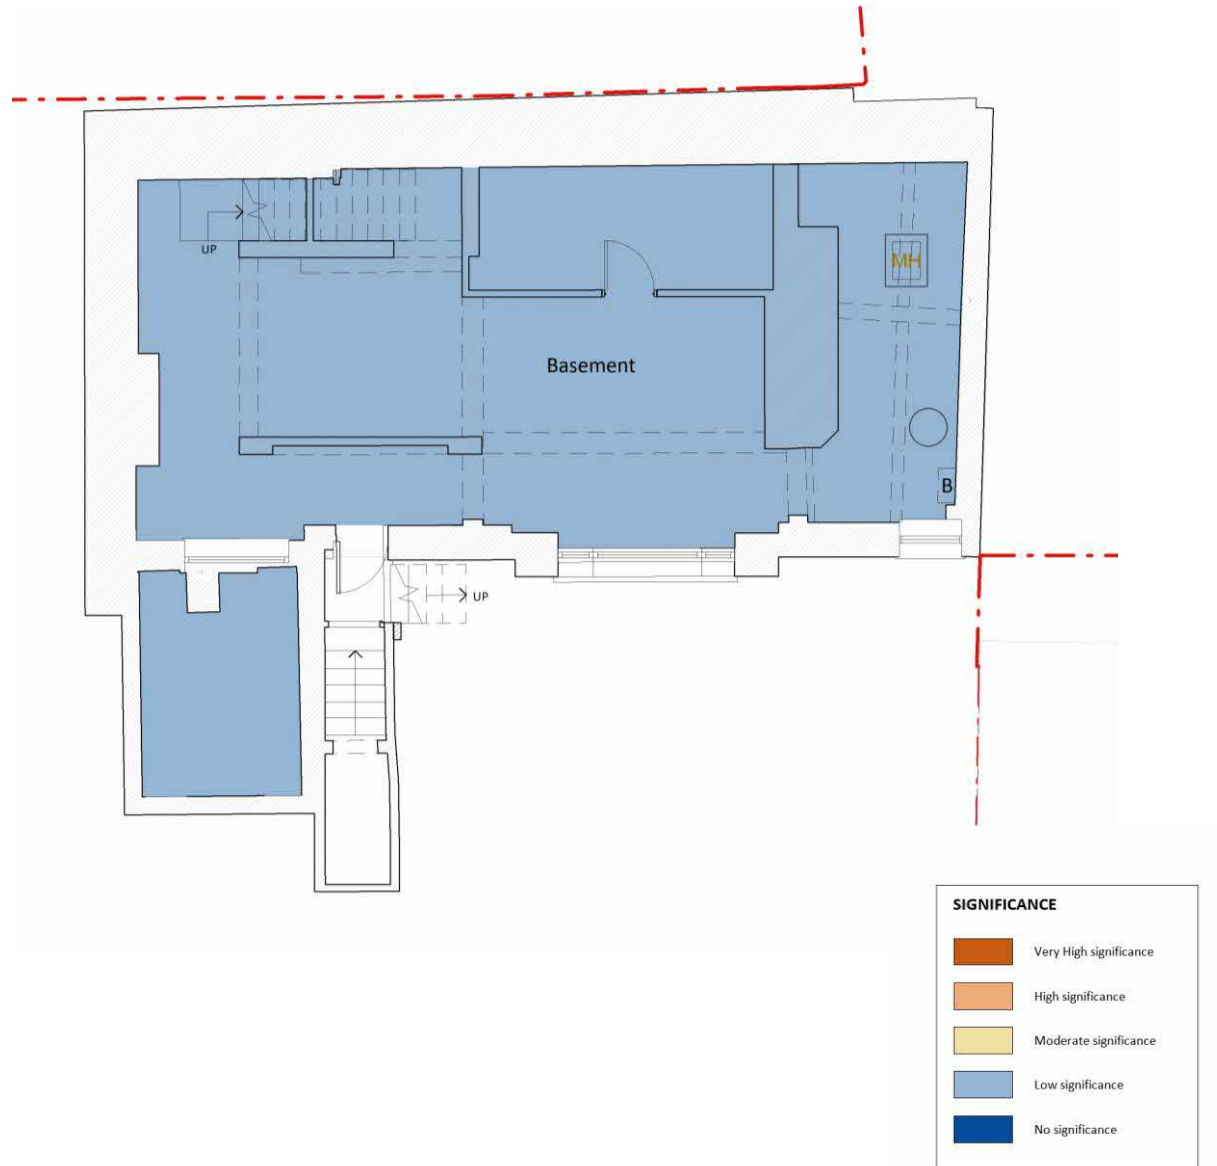 UP
MH
Basement
B
UP
SIGNIFICANCE
Very High significance
High significance
Moderate significance
Low significance
No significance